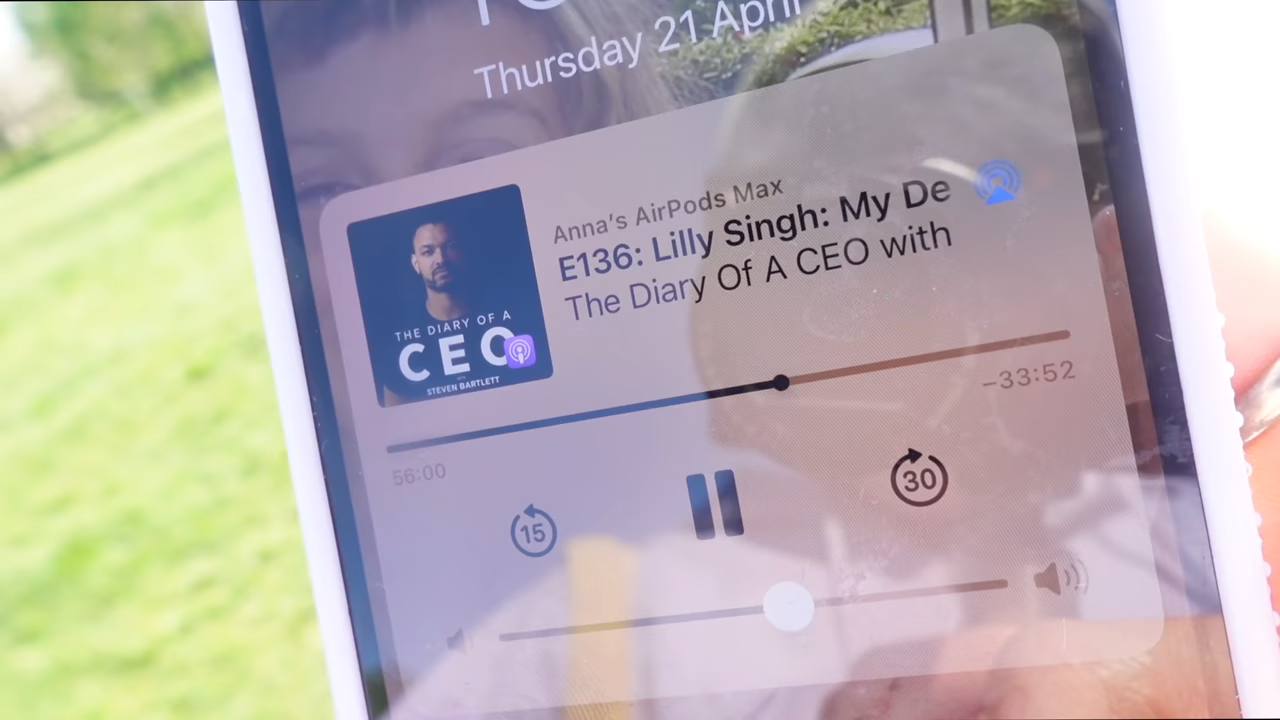 Thursday 21 April
Anna's AirPods Max
E136: Lilly Singh: My De
The Diary Of A CEO with
THE DIARY OF A
CEO
STEVEN BARTLETT
56:00
-33:52
15
30